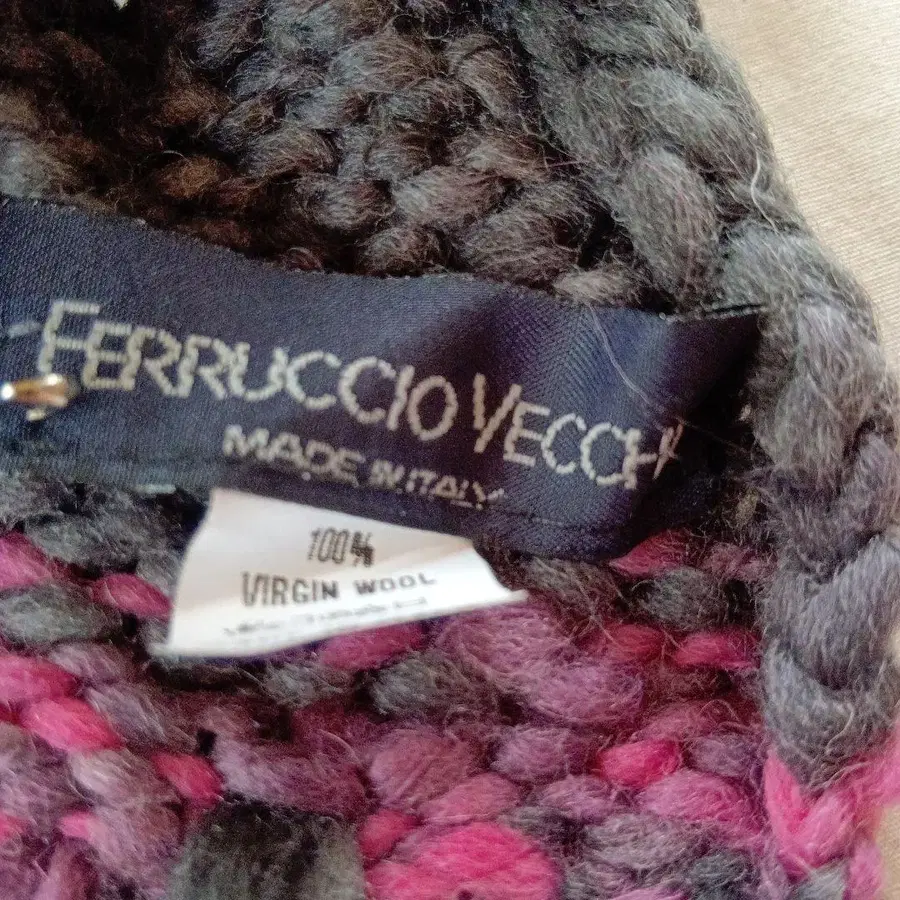 FERRUCCIO VECCHI
MADE IN ITALY
100%
VIRGIN WOOL